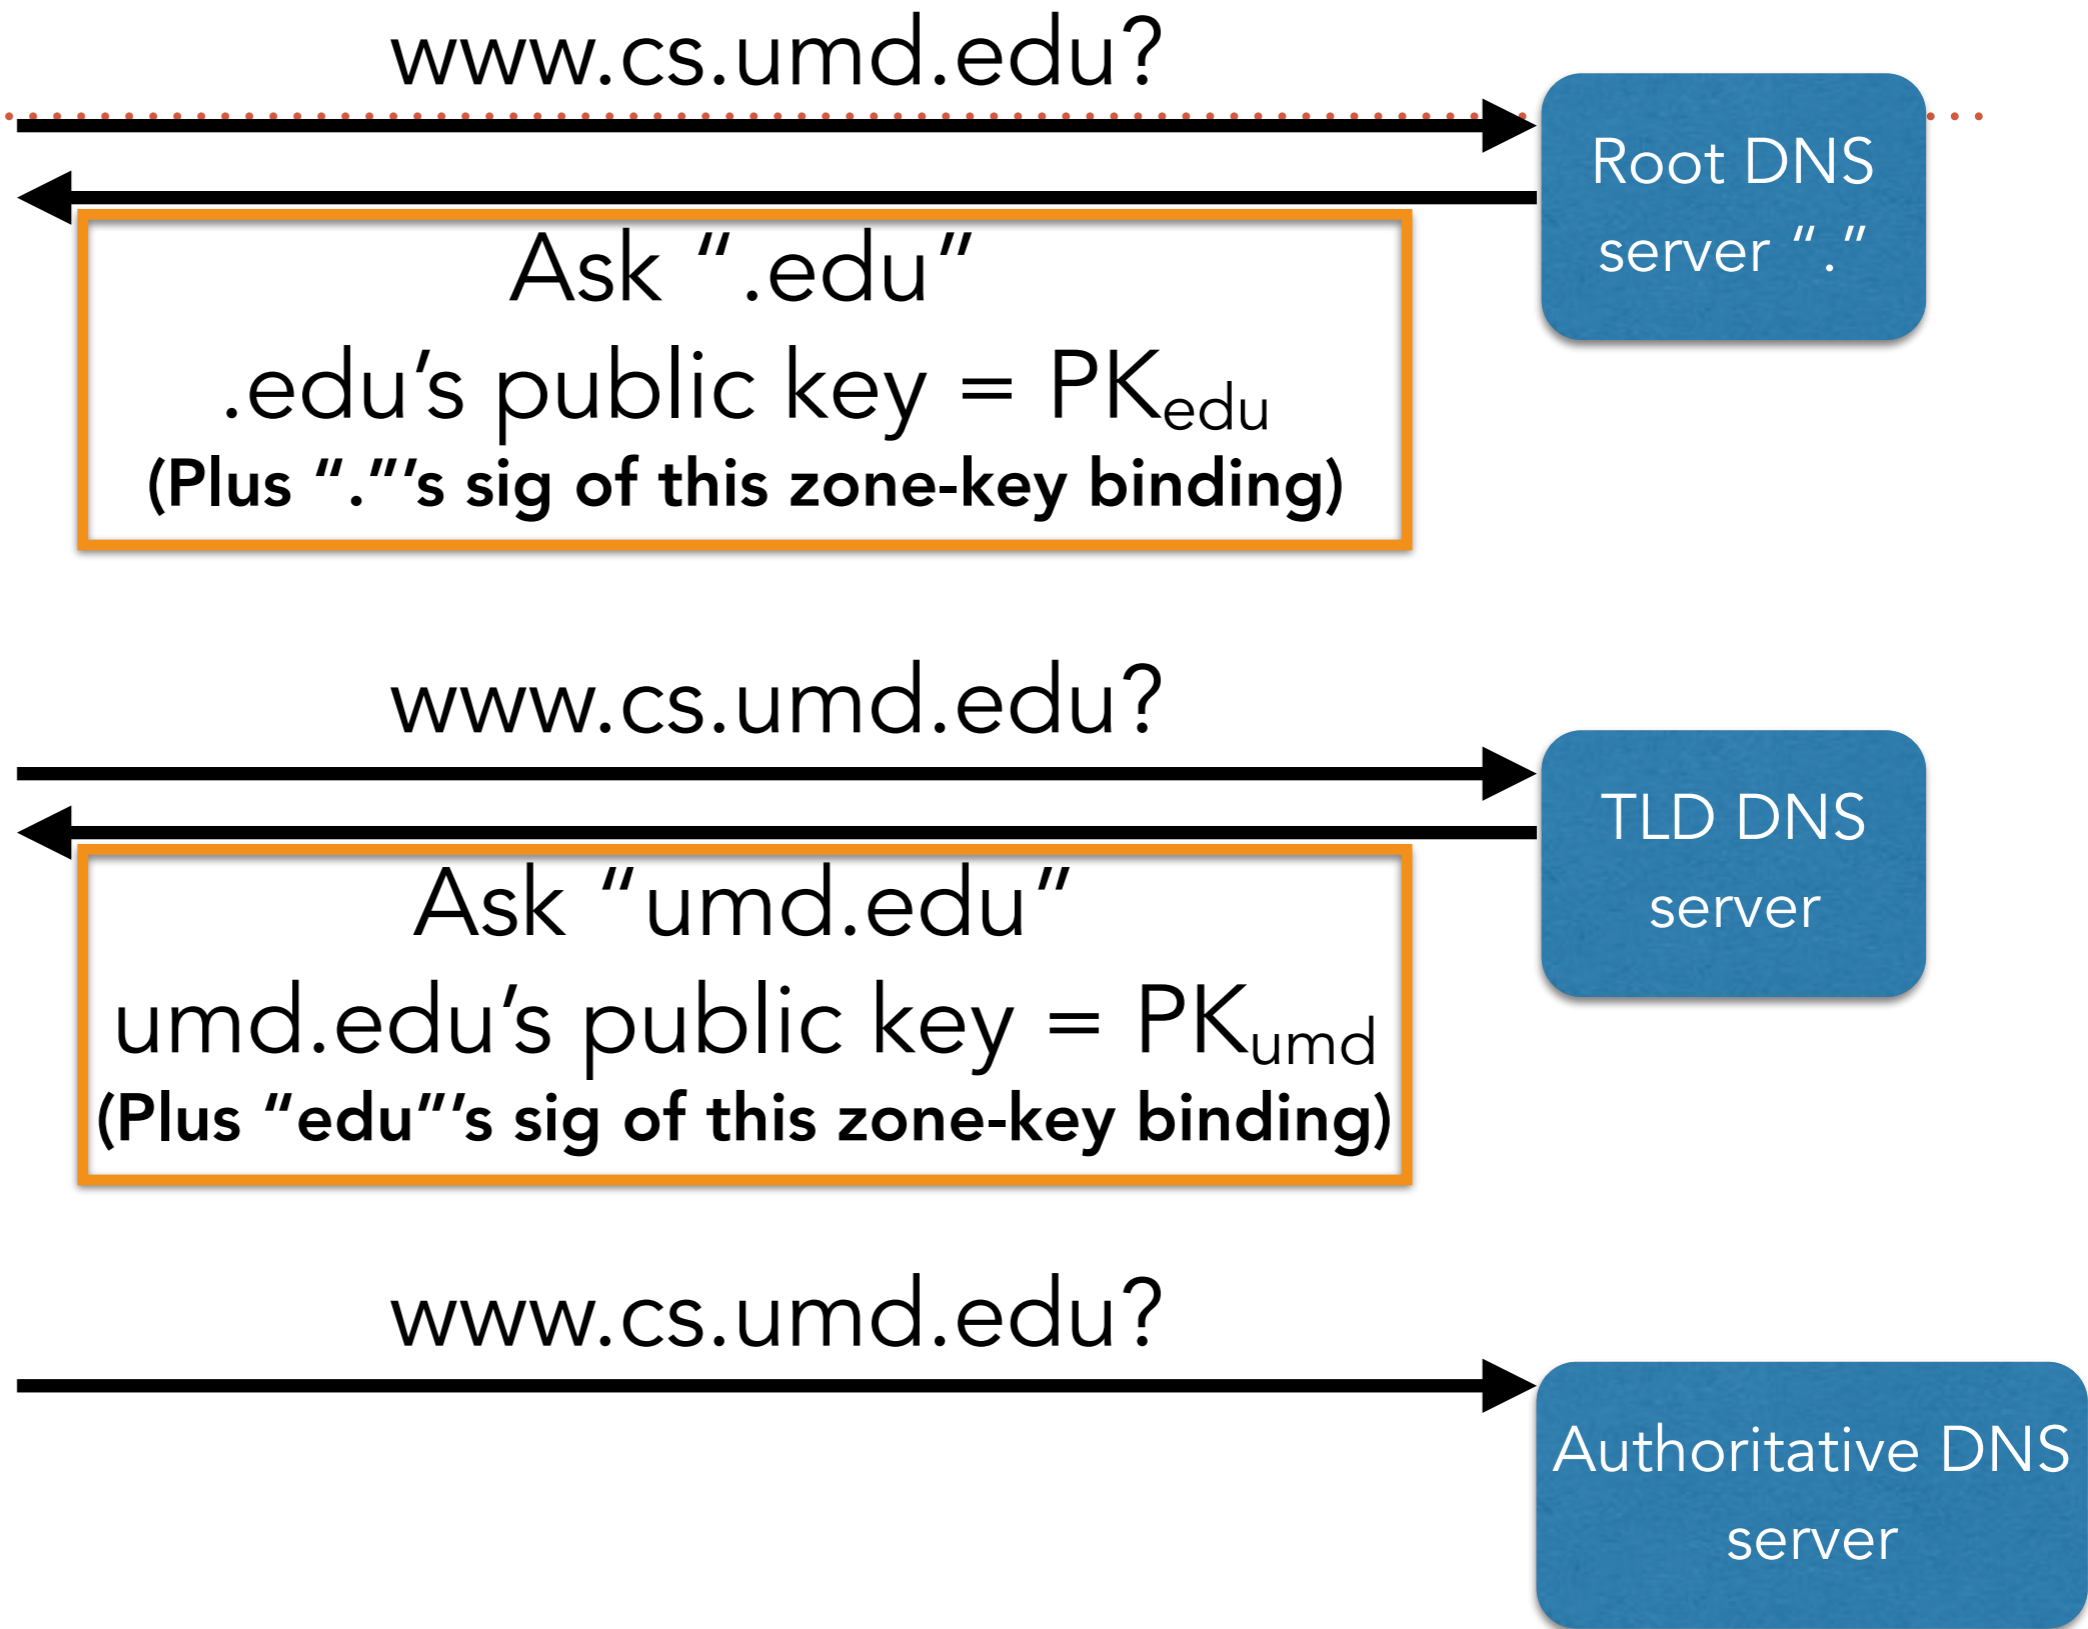 www.cs.umd.edu?
Root DNS
server “.”
Ask “.edu”
.edu’s public key = PKedu
(Plus “.”’s sig of this zone-key binding)
www.cs.umd.edu?
TLD DNS
server
Ask “umd.edu”
umd.edu’s public key = PKumd
(Plus “edu”’s sig of this zone-key binding)
www.cs.umd.edu?
Authoritative DNS
server